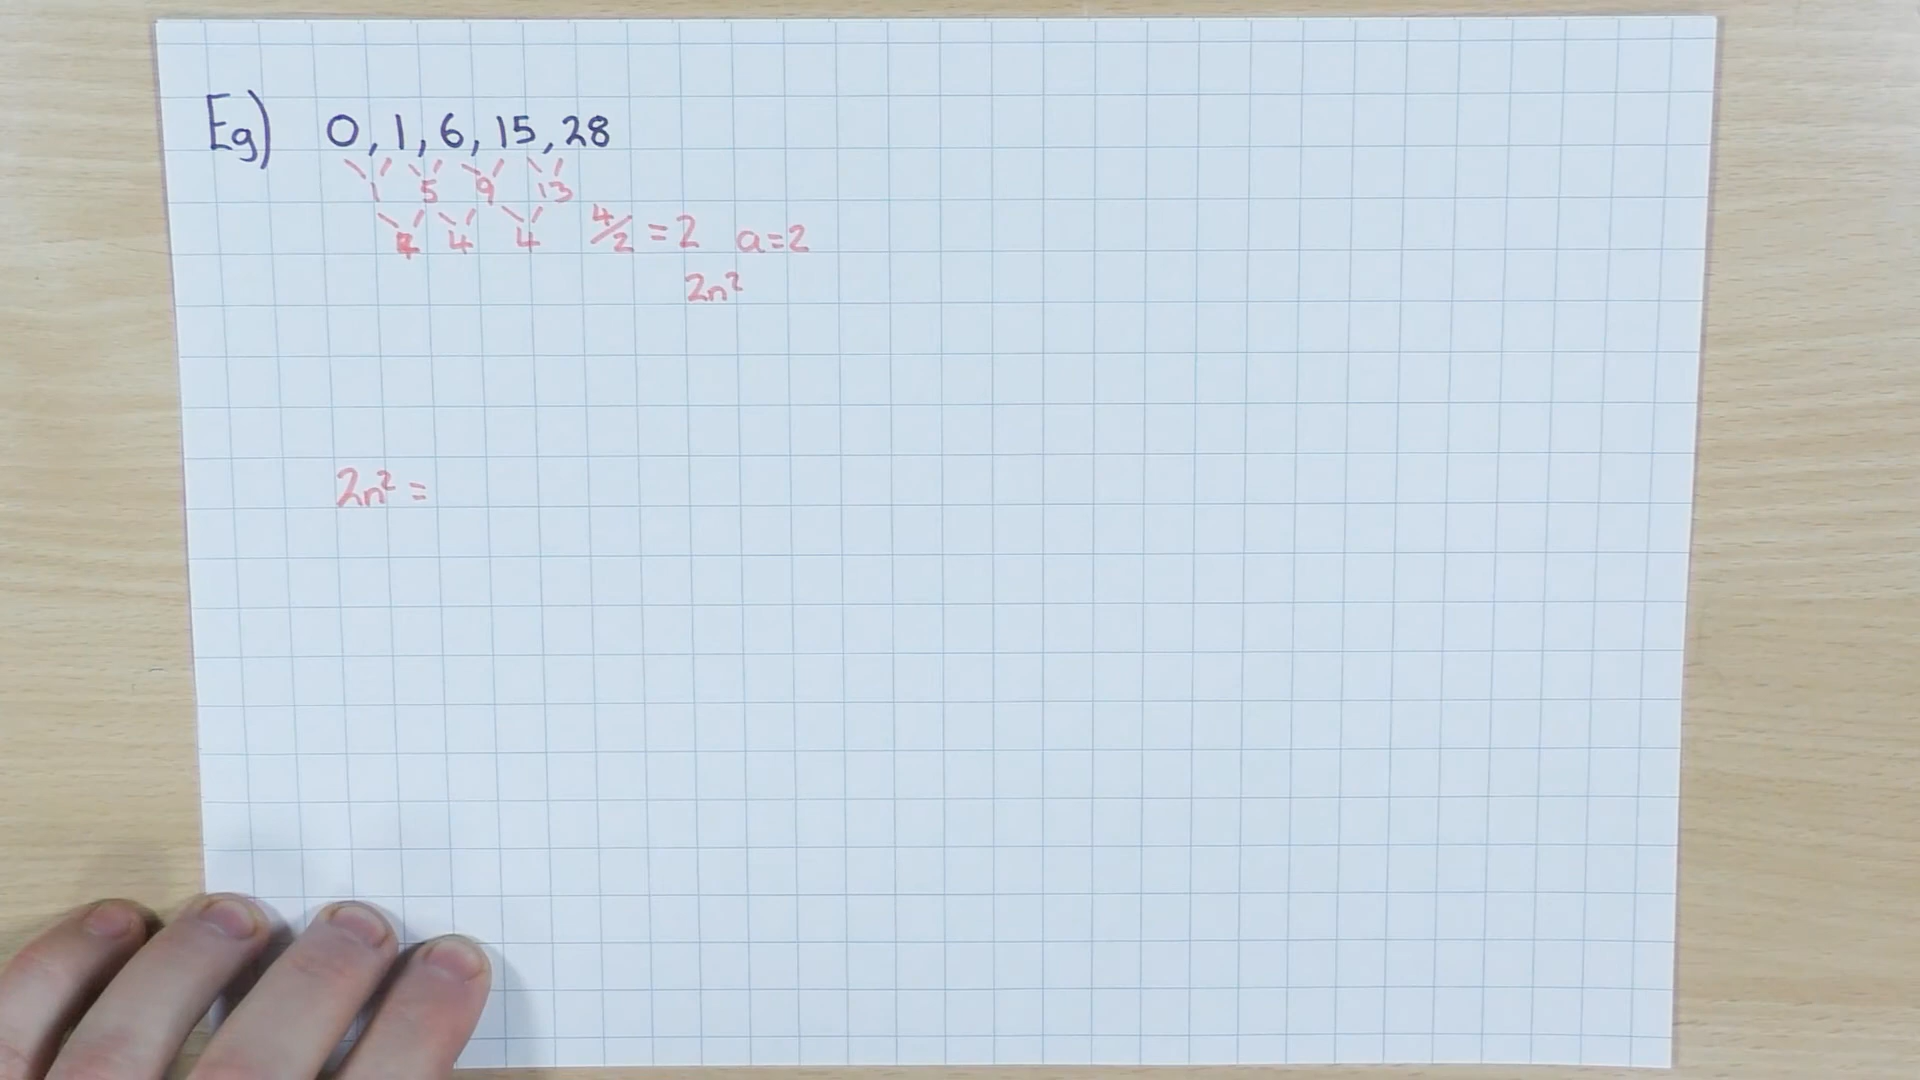 Eg) 0, 1, 6, 15, 28
1 5 9 13
4 4 4 4/2 = 2 a=2
2n²
2n² =